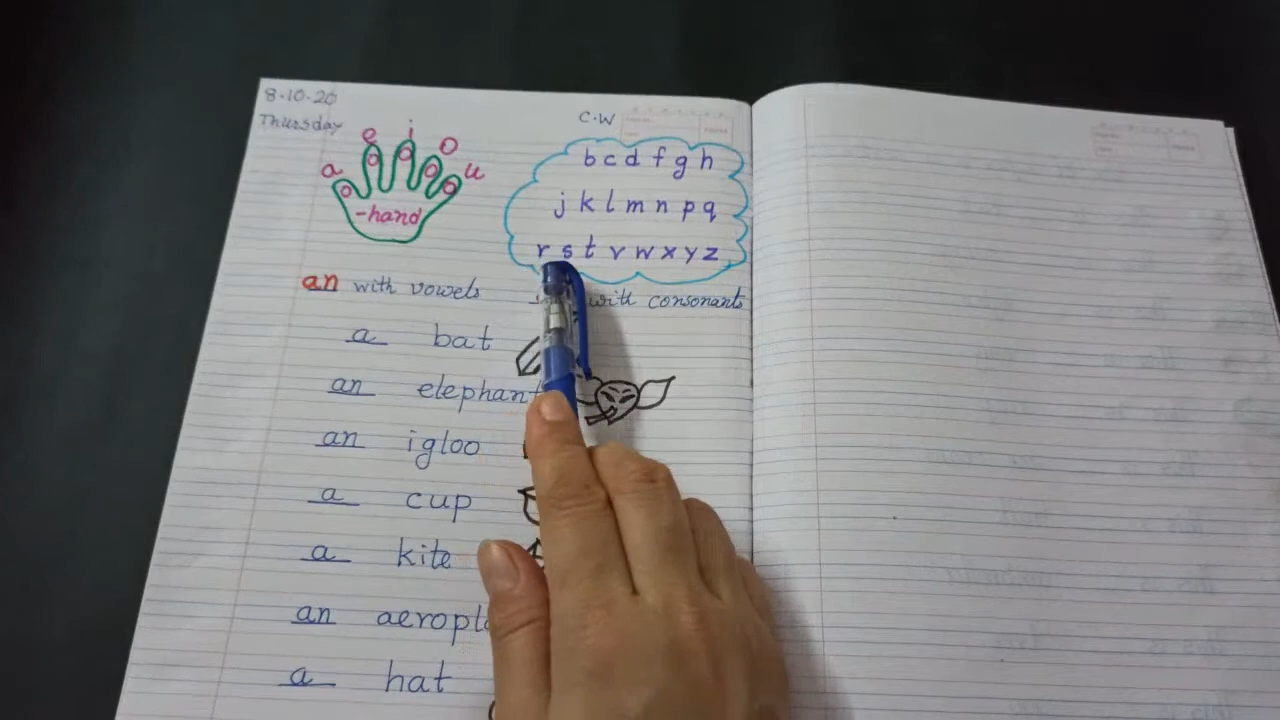 8.10.20
Thursday
C.W
a e i o u
-hand
b c d f g h
j k l m n p q
r s t v w x y z
an with vowels
with consonants
a bat
an elephant
an igloo
a cup
a kite
an
a hat